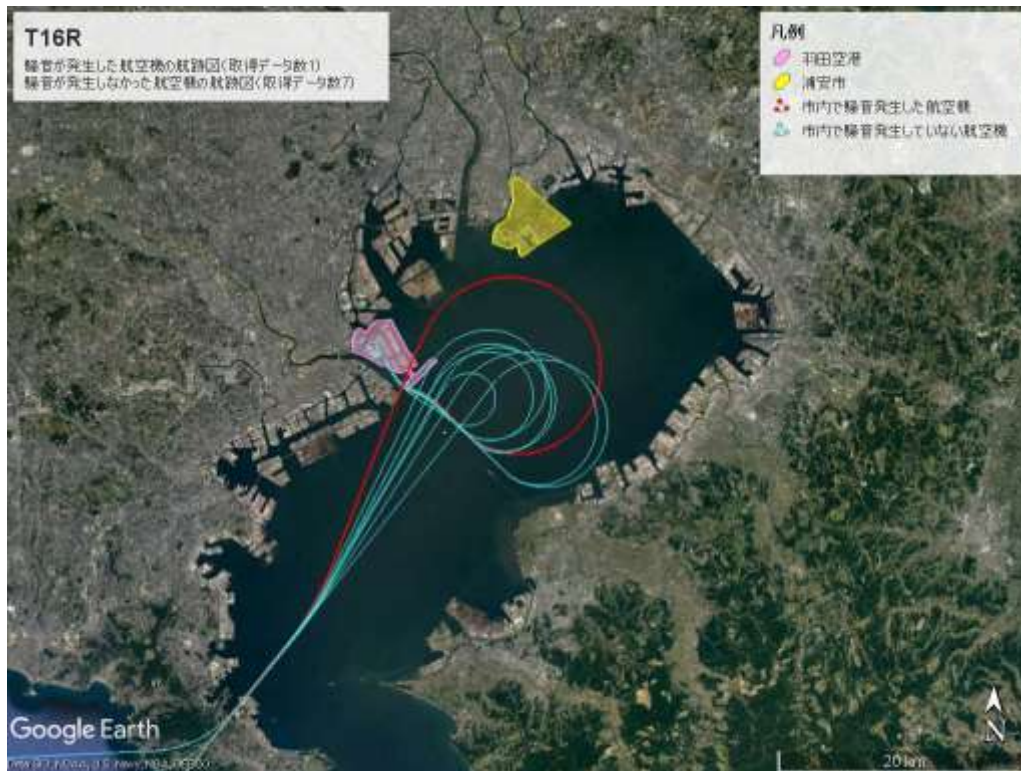 T16R
騒音が発生した航空機の航跡図(取得データ数1)
騒音が発生しなかった航空機の航跡図(取得データ数7)
凡例
羽田空港
浦安市
市内で騒音発生した航空機
市内で騒音発生していない航空機
Google Earth
N
20 km